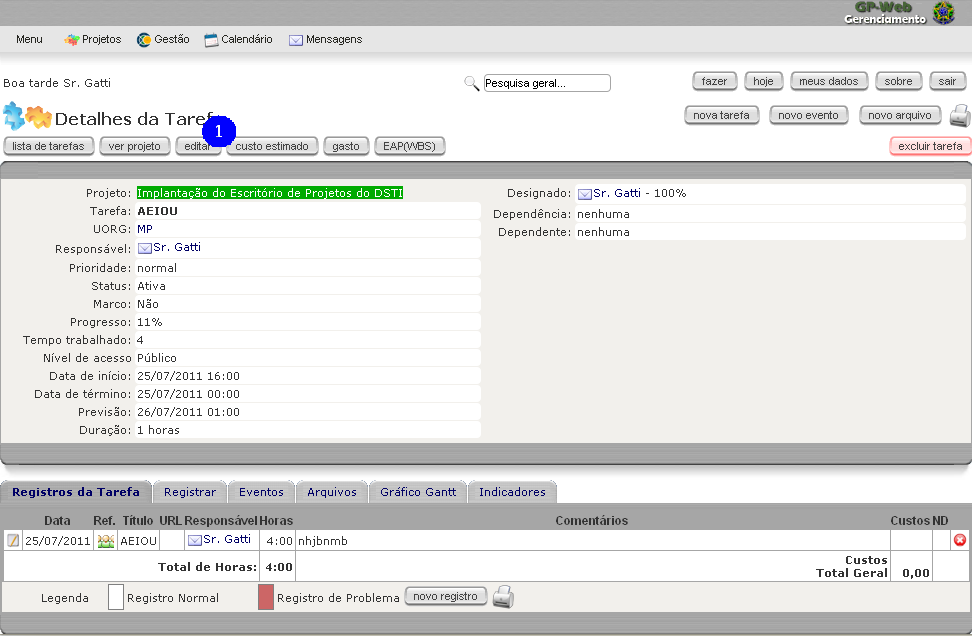 GP-Web
Gerenciamento
Menu Projetos Gestão Calendário Mensagens
Boa tarde Sr. Gatti Pesquisa geral... fazer hoje meus dados sobre sair
Detalhes da Taref nova tarefa novo evento novo arquivo
1
lista de tarefas ver projeto editar custo estimado gasto EAP(WBS) excluir tarefa
Projeto: Implantação do Escritório de Projetos do DSTI
Tarefa: AEIOU
UORG: MP
Responsável: Sr. Gatti
Prioridade: normal
Status: Ativa
Marco: Não
Progresso: 11%
Tempo trabalhado: 4
Nível de acesso Público
Data de início: 25/07/2011 16:00
Data de término: 25/07/2011 00:00
Previsão: 26/07/2011 01:00
Duração: 1 horas
Designado: Sr. Gatti - 100%
Dependência: nenhuma
Dependente: nenhuma
Registros da Tarefa Registrar Eventos Arquivos Gráfico Gantt Indicadores
Data Ref. Título URL Responsável Horas Comentários Custos ND
25/07/2011 AEIOU Sr. Gatti 4:00 nhjbnmb
Total de Horas: 4:00 Custos
Total Geral 0,00
Legenda Registro Normal Registro de Problema novo registro